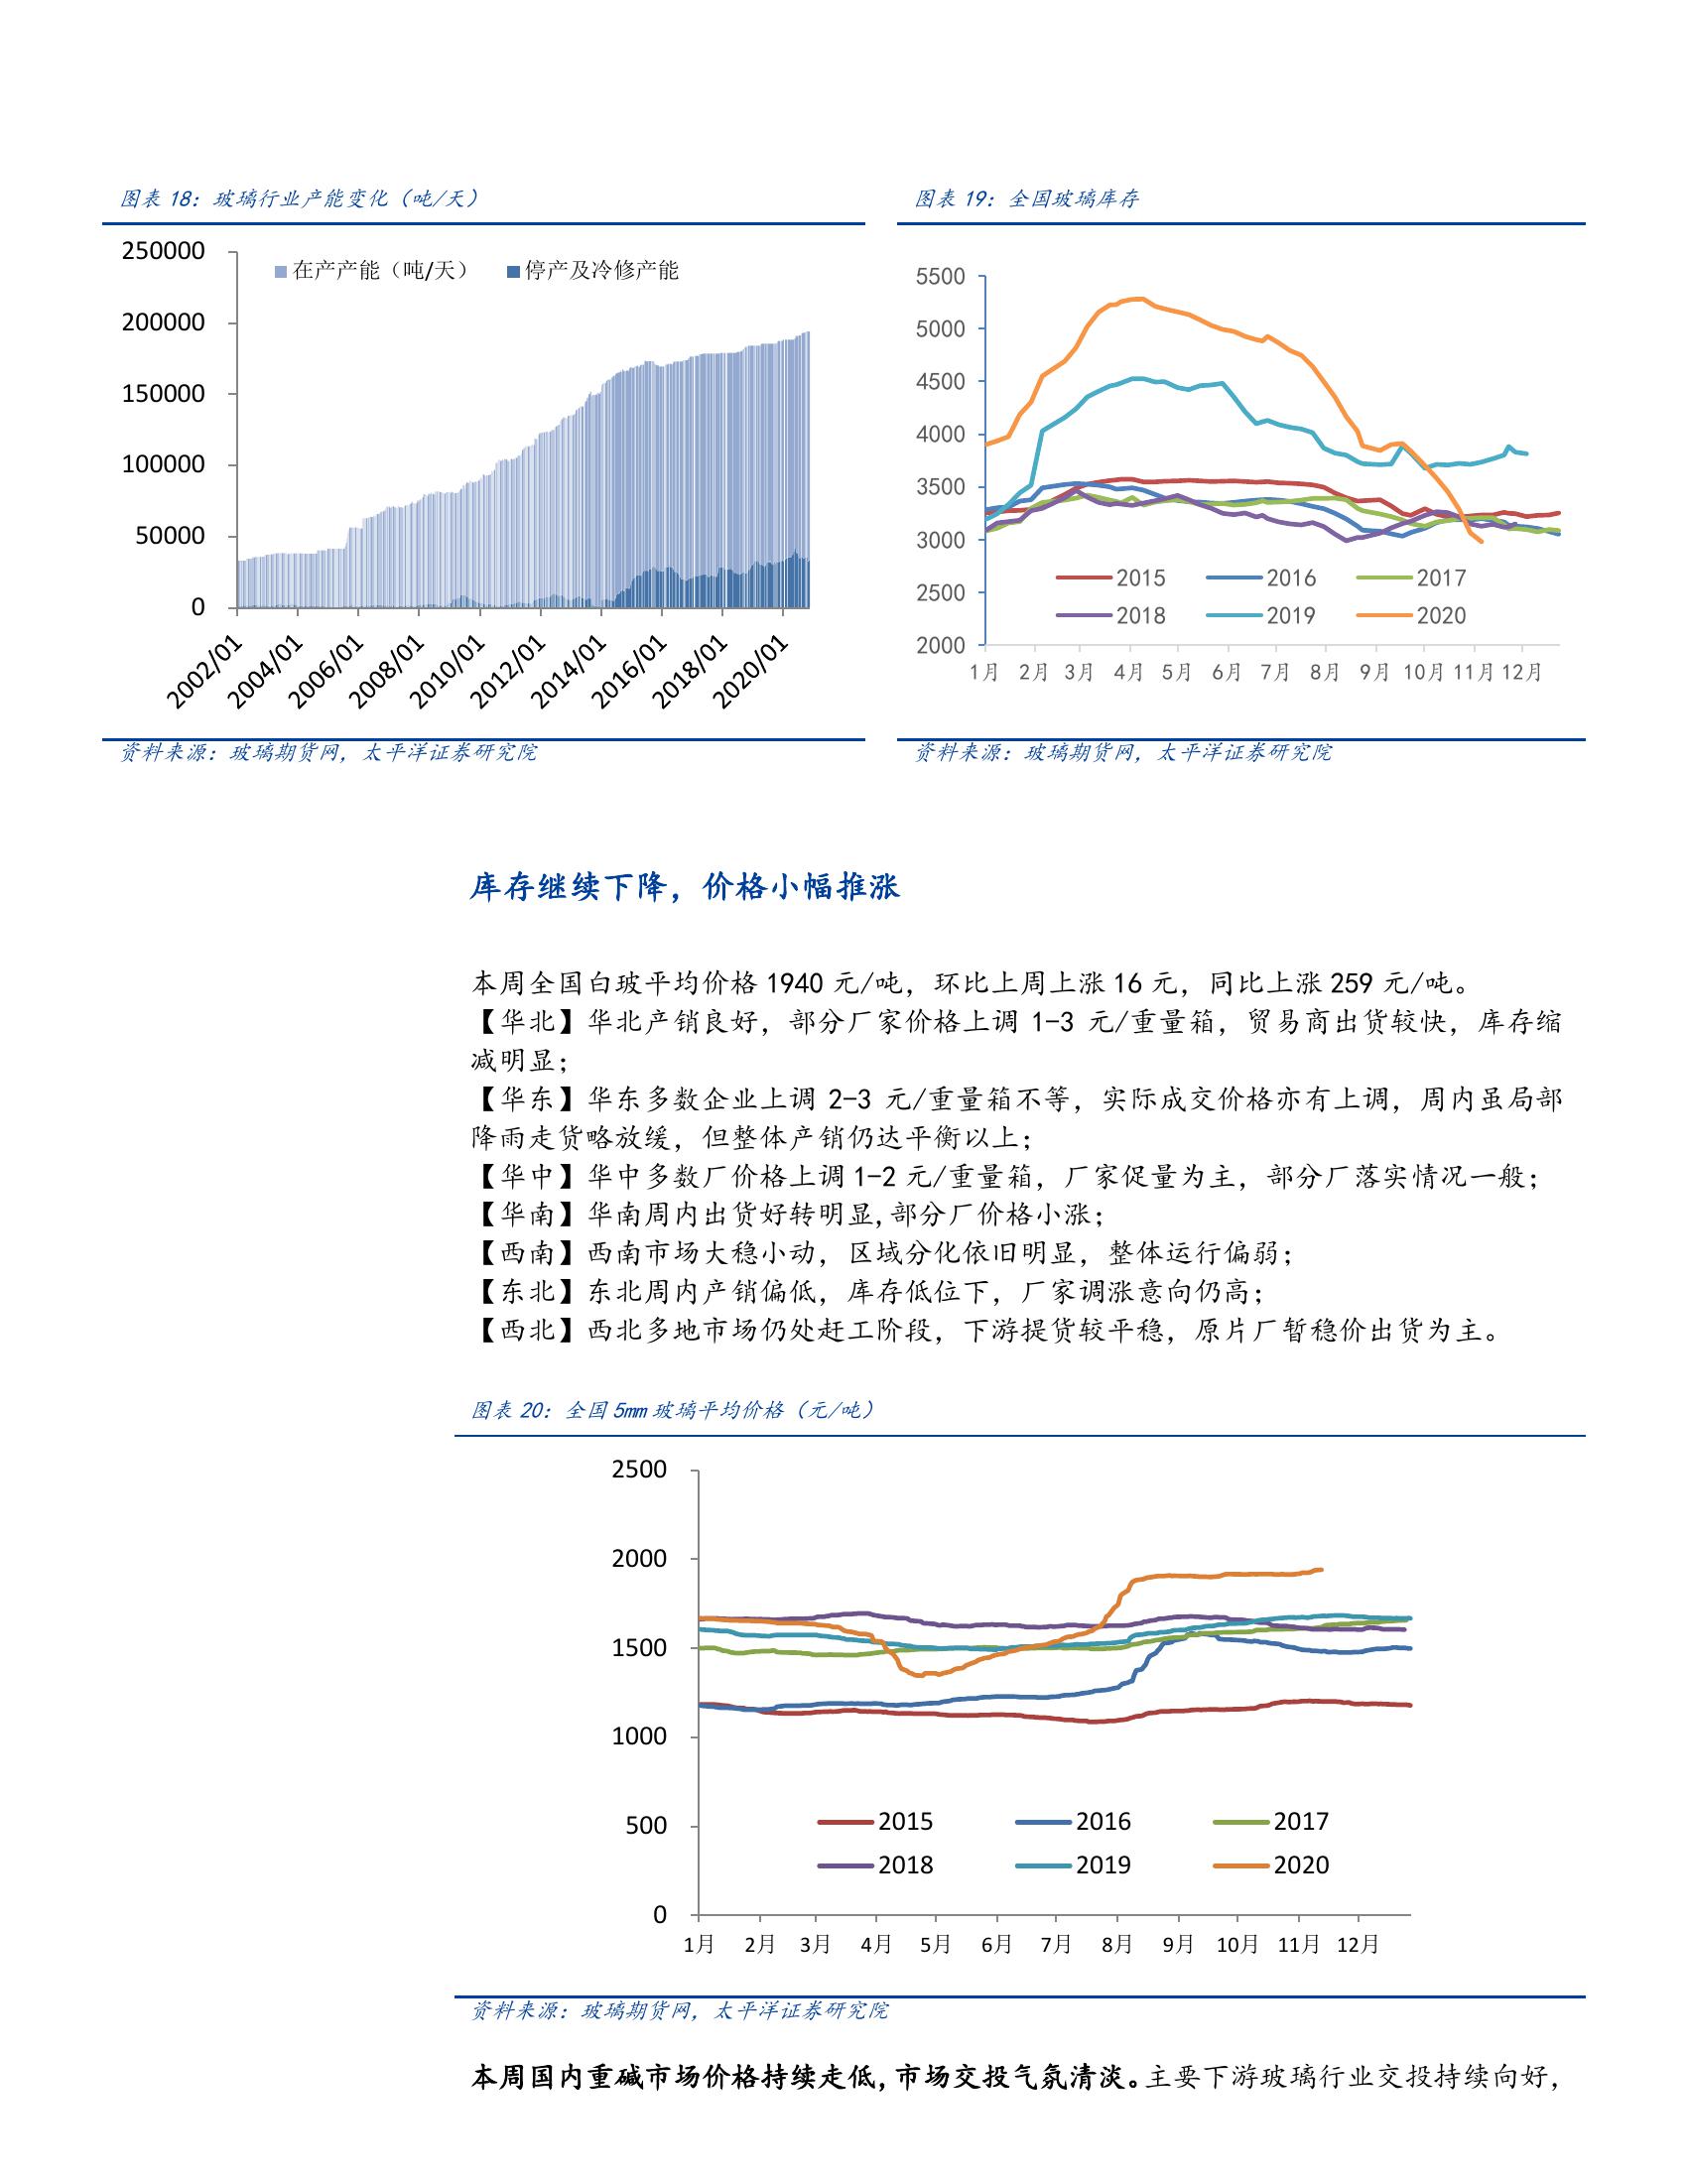 图表 18：玻璃行业产能变化（吨/天）
250000
200000
150000
100000
50000
0
在产产能（吨/天）
停产及冷修产能
2002/01
2004/01
2006/01
2008/01
2010/01
2012/01
2014/01
2016/01
2018/01
2020/01
资料来源：玻璃期货网，太平洋证券研究院
图表 19：全国玻璃库存
5500
5000
4500
4000
3500
3000
2500
2000
2015 2016 2017
2018 2019 2020
1月 2月 3月 4月 5月 6月 7月 8月 9月 10月 11月 12月
资料来源：玻璃期货网，太平洋证券研究院
库存继续下降，价格小幅推涨
本周全国白玻平均价格 1940 元/吨，环比上周上涨 16 元，同比上涨 259 元/吨。
【华北】华北产销良好，部分厂家价格上调 1-3 元/重量箱，贸易商出货较快，库存缩
减明显；
【华东】华东多数企业上调 2-3 元/重量箱不等，实际成交价格亦有上调，周内虽局部
降雨走货略放缓，但整体产销仍达平衡以上；
【华中】华中多数厂价格上调 1-2 元/重量箱，厂家促量为主，部分厂落实情况一般；
【华南】华南周内出货好转明显,部分厂价格小涨；
【西南】西南市场大稳小动，区域分化依旧明显，整体运行偏弱；
【东北】东北周内产销偏低，库存低位下，厂家调涨意向仍高；
【西北】西北多地市场仍处赶工阶段，下游提货较平稳，原片厂暂稳价出货为主。
图表 20：全国 5mm 玻璃平均价格（元/吨）
2500
2000
1500
1000
500
0
2015 2016 2017
2018 2019 2020
1月 2月 3月 4月 5月 6月 7月 8月 9月 10月 11月 12月
资料来源：玻璃期货网，太平洋证券研究院
本周国内重碱市场价格持续走低,市场交投气氛清淡。主要下游玻璃行业交投持续向好，